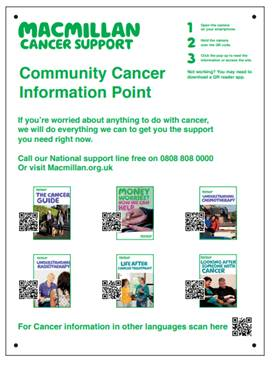 MACMILLAN
CANCER SUPPORT
1 Open the camera
on your smartphone
2 Hold the camera
over the QR code
3 Click the pop up to read the
information or access the site.
Not working? You may need to
download a QR reader app.
Community Cancer
Information Point
If you're worried about anything to do with cancer,
we will do everything we can to get you the support
you need right now.
Call our National support line free on 0808 808 0000
Or visit Macmillan.org.uk
THE CANCER
GUIDE
MONEY
WORRIES?
HOW WE CAN
HELP
UNDERSTANDING
CHEMOTHERAPY
UNDERSTANDING
RADIOTHERAPY
LIFE AFTER
CANCER TREATMENT
LOOKING AFTER
SOMEONE WITH
CANCER
For Cancer information in other languages scan here